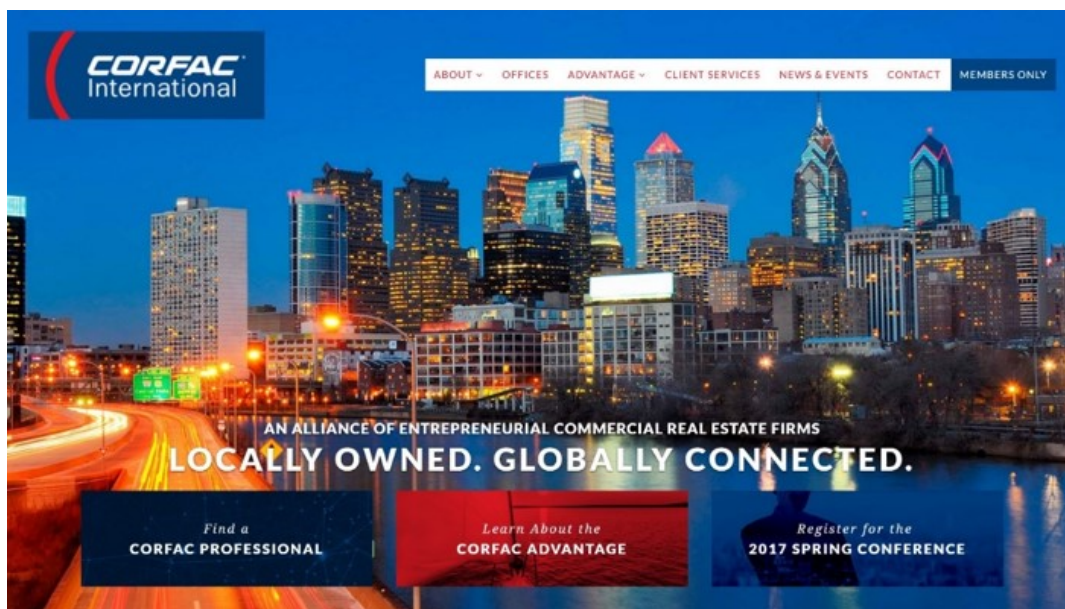 CORFAC
International
ABOUT OFFICES ADVANTAGE CLIENT SERVICES NEWS & EVENTS CONTACT MEMBERS ONLY
AN ALLIANCE OF ENTREPRENEURIAL COMMERCIAL REAL ESTATE FIRMS
LOCALLY OWNED. GLOBALLY CONNECTED.
Find a
CORFAC PROFESSIONAL
Learn About the
CORFAC ADVANTAGE
Register for the
2017 SPRING CONFERENCE